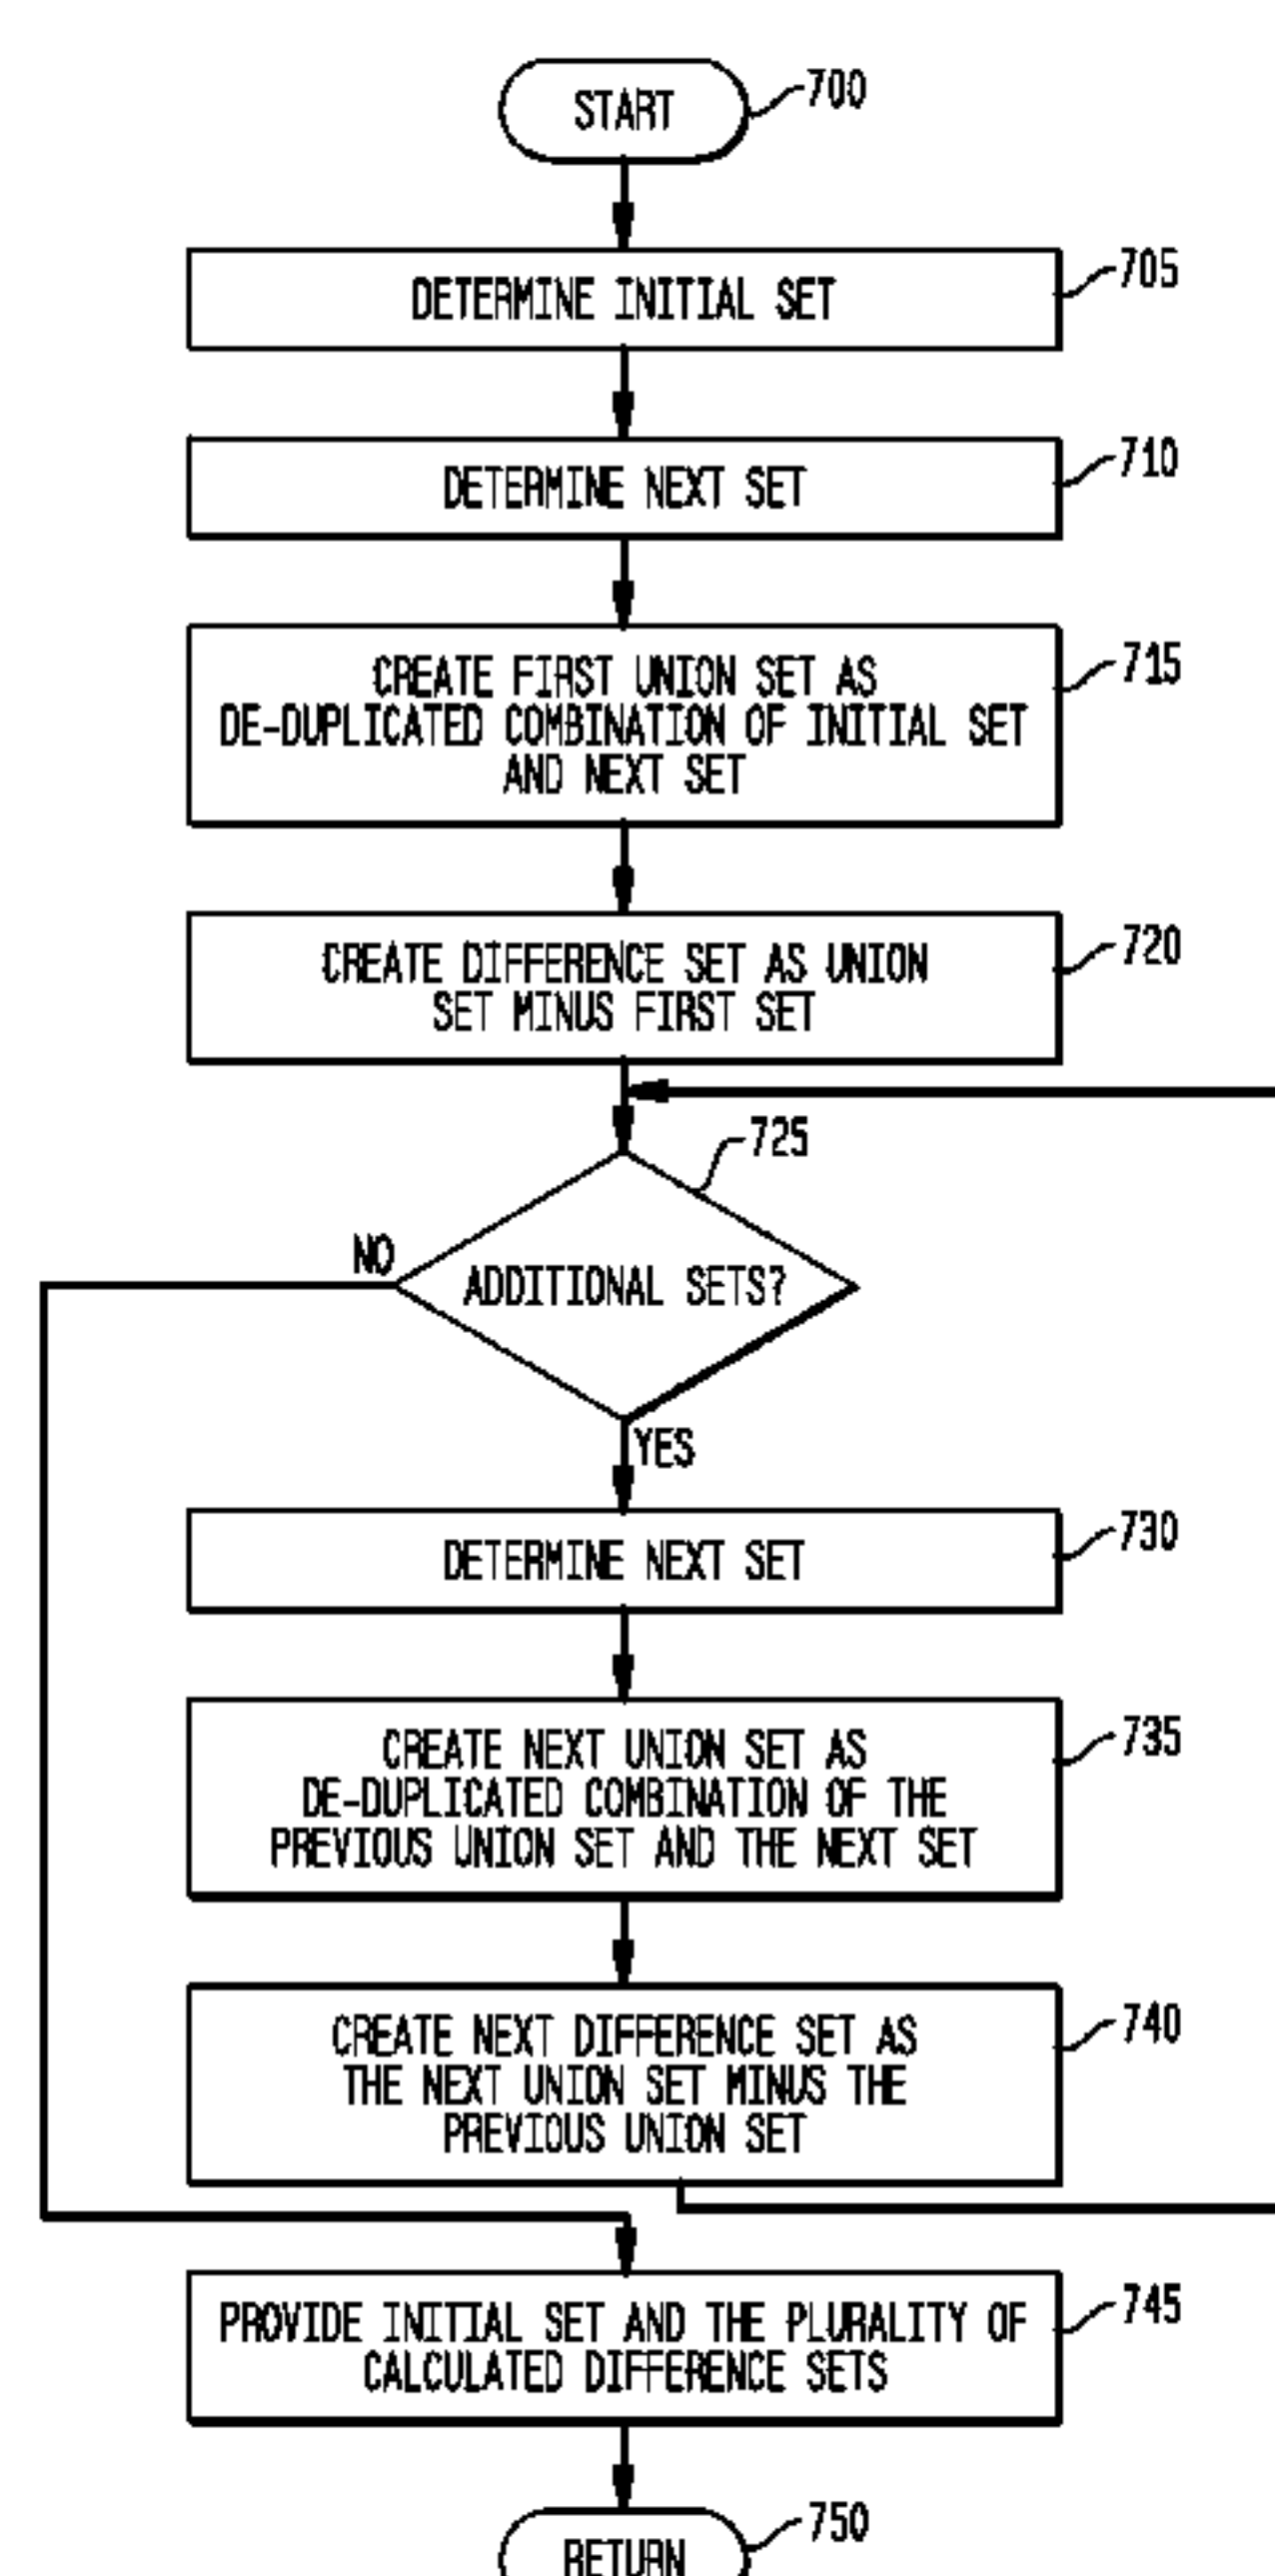 START
700
DETERMINE INITIAL SET
705
DETERMINE NEXT SET
710
CREATE FIRST UNION SET AS
DE-DUPLICATED COMBINATION OF INITIAL SET
AND NEXT SET
715
CREATE DIFFERENCE SET AS UNION
SET MINUS FIRST SET
720
725
NO
ADDITIONAL SETS?
YES
DETERMINE NEXT SET
730
CREATE NEXT UNION SET AS
DE-DUPLICATED COMBINATION OF THE
PREVIOUS UNION SET AND THE NEXT SET
735
CREATE NEXT DIFFERENCE SET AS
THE NEXT UNION SET MINUS THE
PREVIOUS UNION SET
740
PROVIDE INITIAL SET AND THE PLURALITY OF
CALCULATED DIFFERENCE SETS
745
RETURN
750